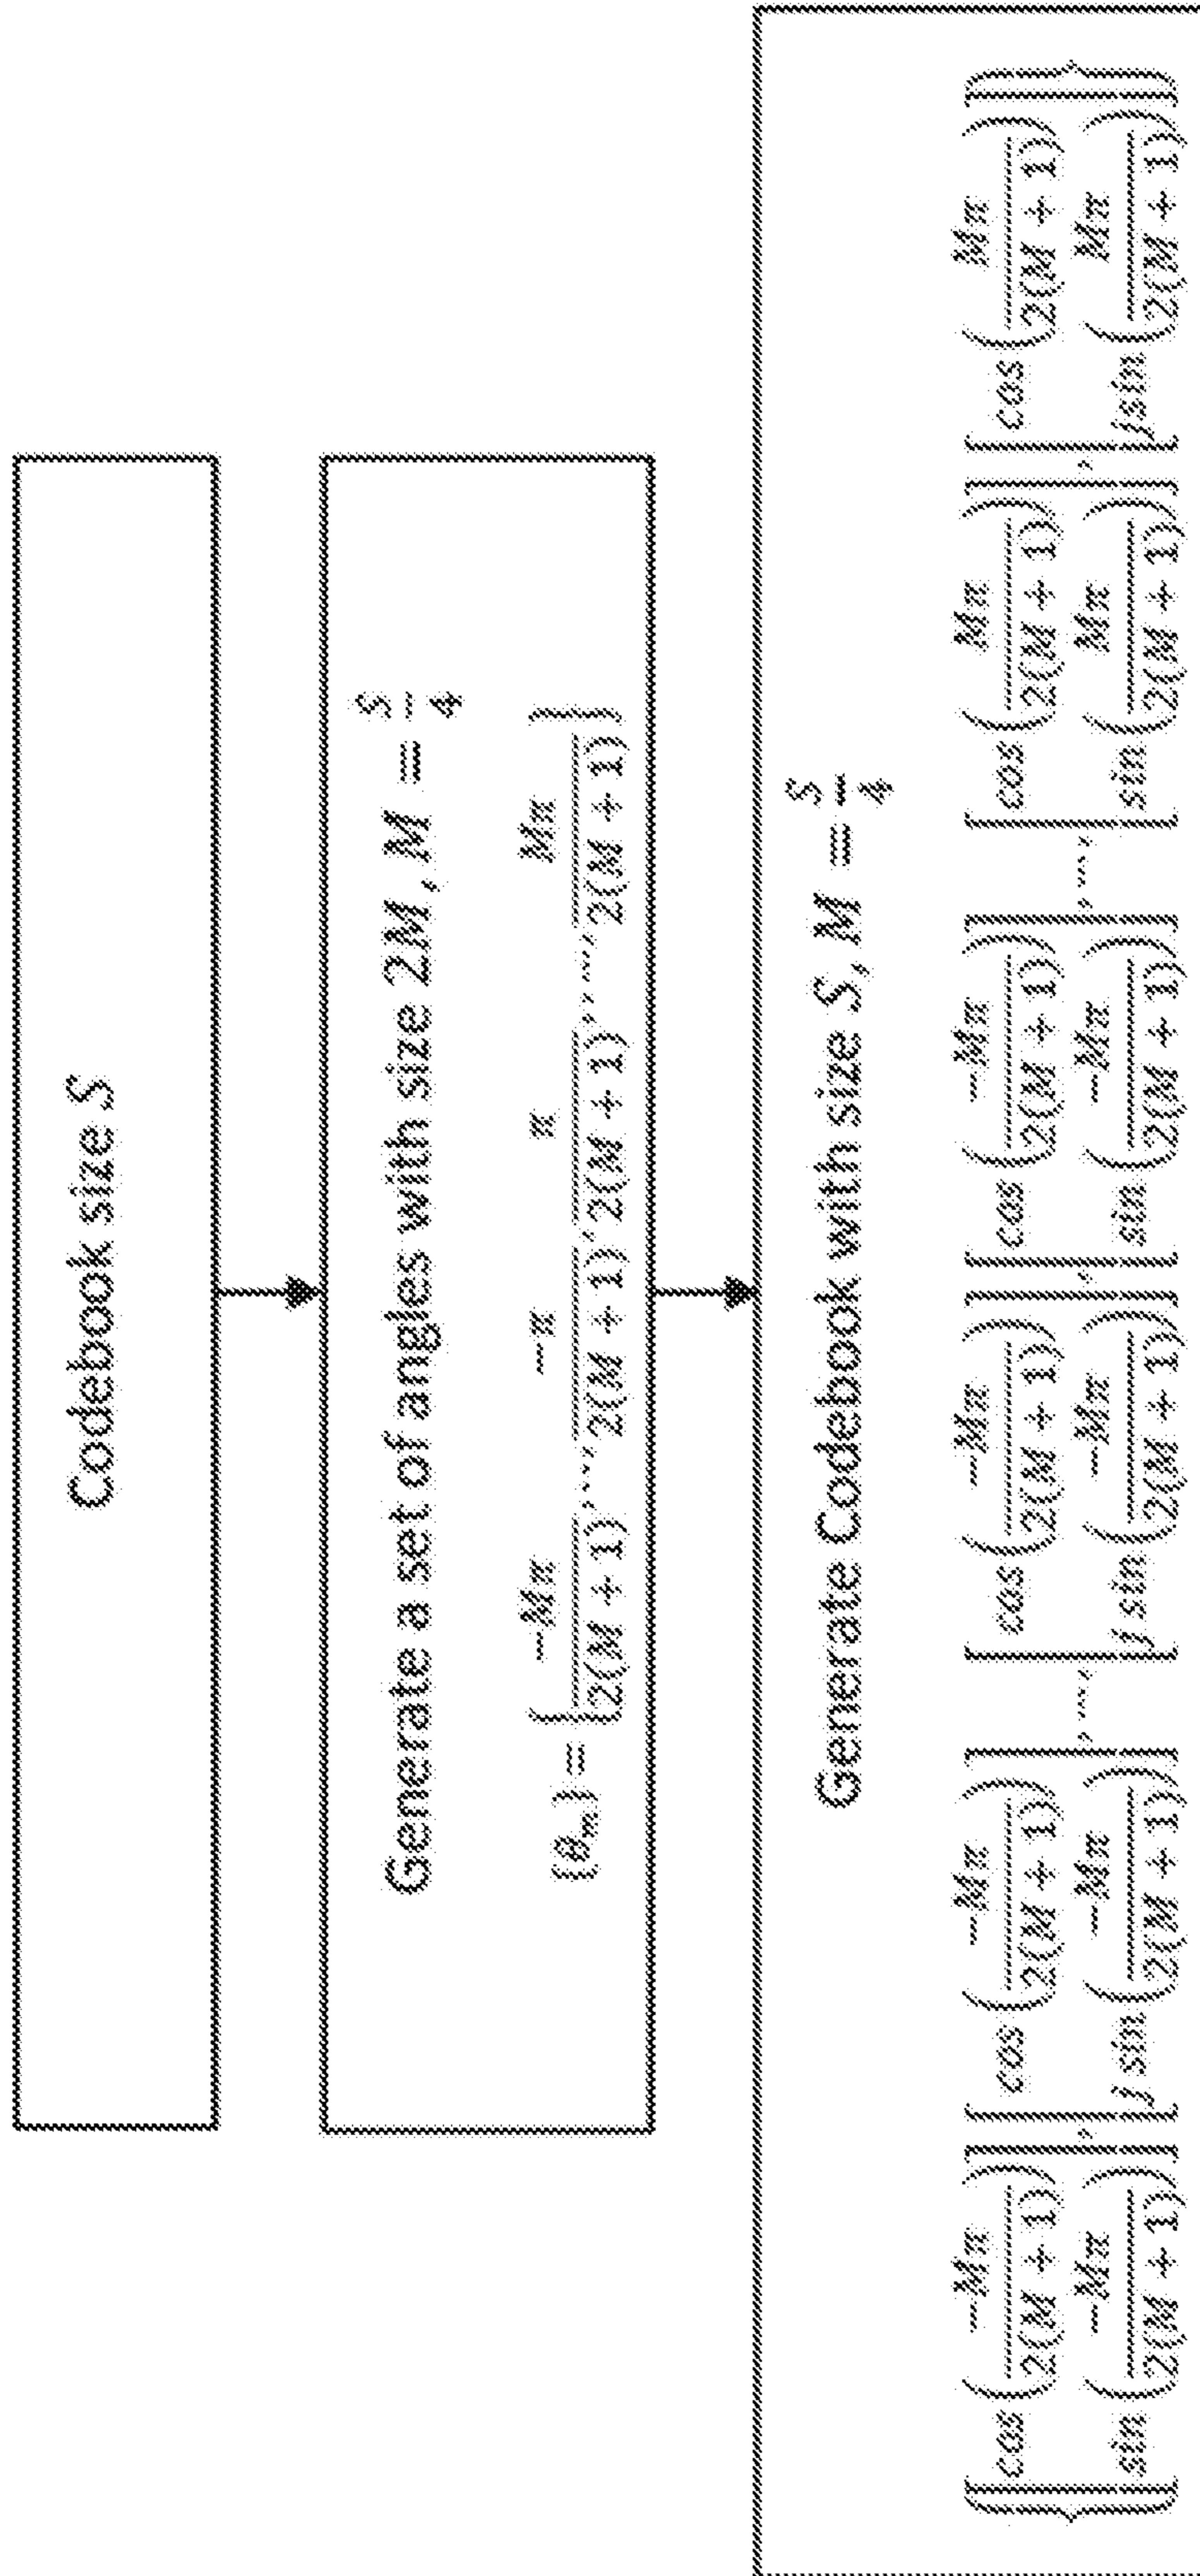 Codebook size S
Generate a set of angles with size 2M, M = S/4
{θ_m} = { −Mπ/2(M + 1), ..., −π/2(M + 1), π/2(M + 1), ..., Mπ/2(M + 1) }
Generate Codebook with size S, M = S/4
{ [ cos(−Mπ/2(M + 1)) sin(−Mπ/2(M + 1)) ], [ cos(−Mπ/2(M + 1)) j sin(−Mπ/2(M + 1)) ], ..., [ cos(−Mπ/2(M + 1)) j sin(−Mπ/2(M + 1)) ], [ cos(−Mπ/2(M + 1)) sin(−Mπ/2(M + 1)) ], ..., [ cos(Mπ/2(M + 1)) sin(Mπ/2(M + 1)) ], [ cos(Mπ/2(M + 1)) jsin(Mπ/2(M + 1)) ] }